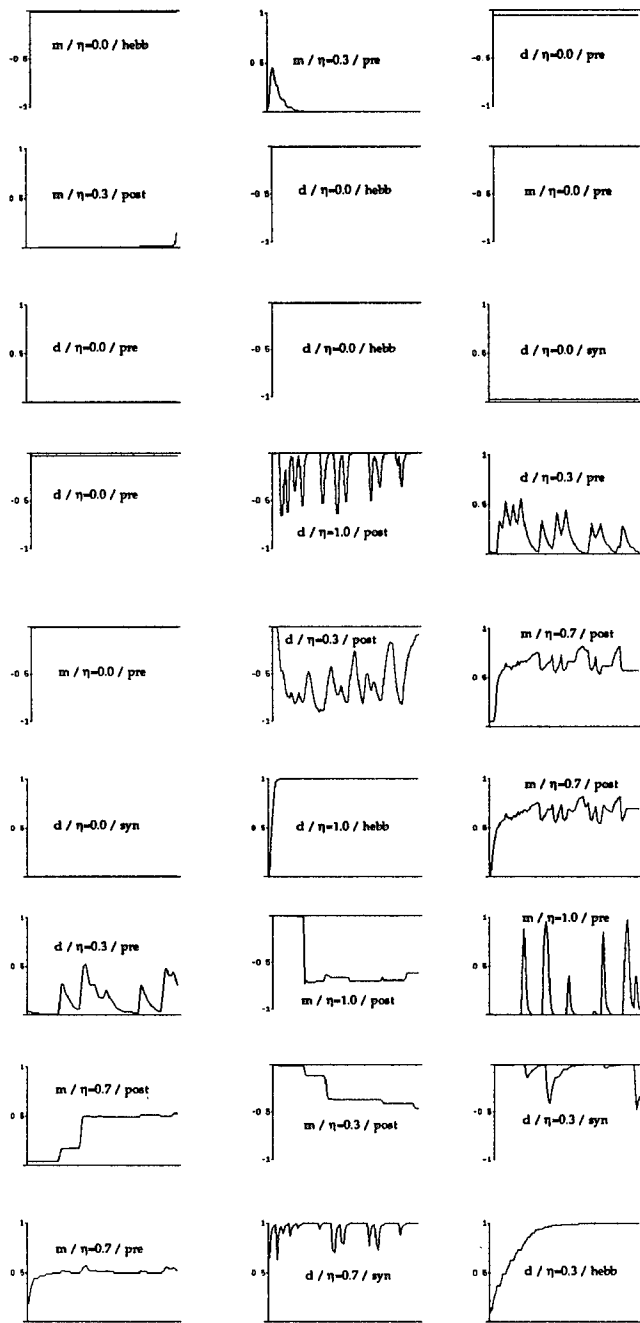 1
m / η=0.0 / hebb
m / η=0.3 / pre
d / η=0.0 / pre
-0 5
0 5
-0 5
-1
-1
1
m / η=0.3 / post
d / η=0.0 / hebb
m / η=0.0 / pre
0 5
-0 5
-0 5
-1
-1
1
1
d / η=0.0 / pre
d / η=0.0 / hebb
d / η=0.0 / syn
0 5
-0 5
0 5
-1
1
d / η=0.0 / pre
d / η=1.0 / post
d / η=0.3 / pre
-0 5
-0 5
0 5
-1
-1
1
m / η=0.0 / pre
d / η=0.3 / post
m / η=0.7 / post
-0 5
-0 5
0 5
-1
-1
1
1
1
d / η=0.0 / syn
d / η=1.0 / hebb
m / η=0.7 / post
0 5
0 5
0 5
1
1
d / η=0.3 / pre
m / η=1.0 / post
m / η=1.0 / pre
0 5
-0 5
0 5
-1
1
m / η=0.7 / post
m / η=0.3 / post
d / η=0.3 / syn
0 5
-0 5
-0 5
-1
-1
1
1
1
m / η=0.7 / pre
d / η=0.7 / syn
d / η=0.3 / hebb
0 5
0 5
0 5